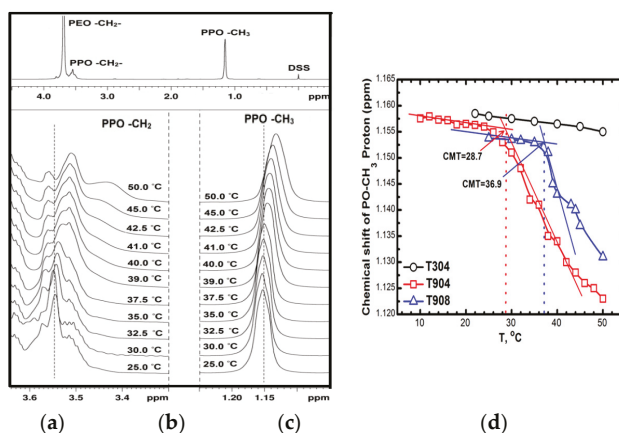 PEO -CH₂-
PPO -CH₂-
PPO -CH₃
DSS
4.0 3.0 2.0 1.0 ppm
PPO -CH₂
PPO -CH₃
50.0 °C
45.0 °C
42.5 °C
41.0 °C
40.0 °C
39.0 °C
37.5 °C
35.0 °C
32.5 °C
30.0 °C
25.0 °C
50.0 °C
45.0 °C
42.5 °C
41.0 °C
40.0 °C
39.0 °C
37.5 °C
35.0 °C
32.5 °C
30.0 °C
25.0 °C
3.6 3.5 3.4 ppm
1.20 1.15 ppm
(a) (b) (c)
Chemical shift of PO-CH₃ Proton (ppm)
1.165
1.160
1.155
1.150
1.145
1.140
1.135
1.130
1.125
1.120
CMT=28.7
CMT=36.9
T304
T904
T908
10 20 30 40 50
T, °C
(d)